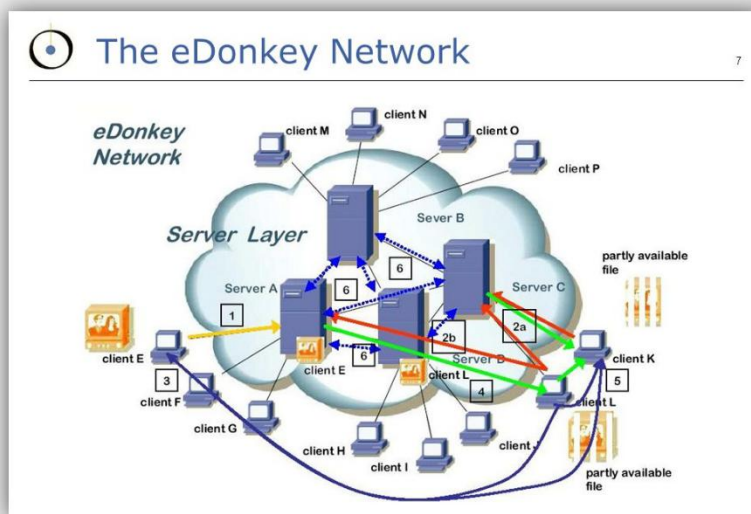 The eDonkey Network
7
eDonkey
Network
client M
client N
client O
client P
Server Layer
Sever B
Server A
6
6
Server C
partly available
file
1
2a
client E
2b
client K
3
client E
6
client L
Server B
4
5
client F
client L
client G
client H
client I
client J
partly available
file